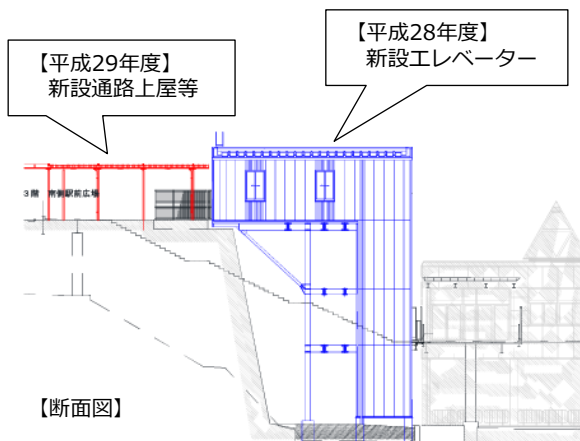 【平成28年度】
新設エレベーター
【平成29年度】
新設通路上屋等
3階 南側駅前広場
【断面図】